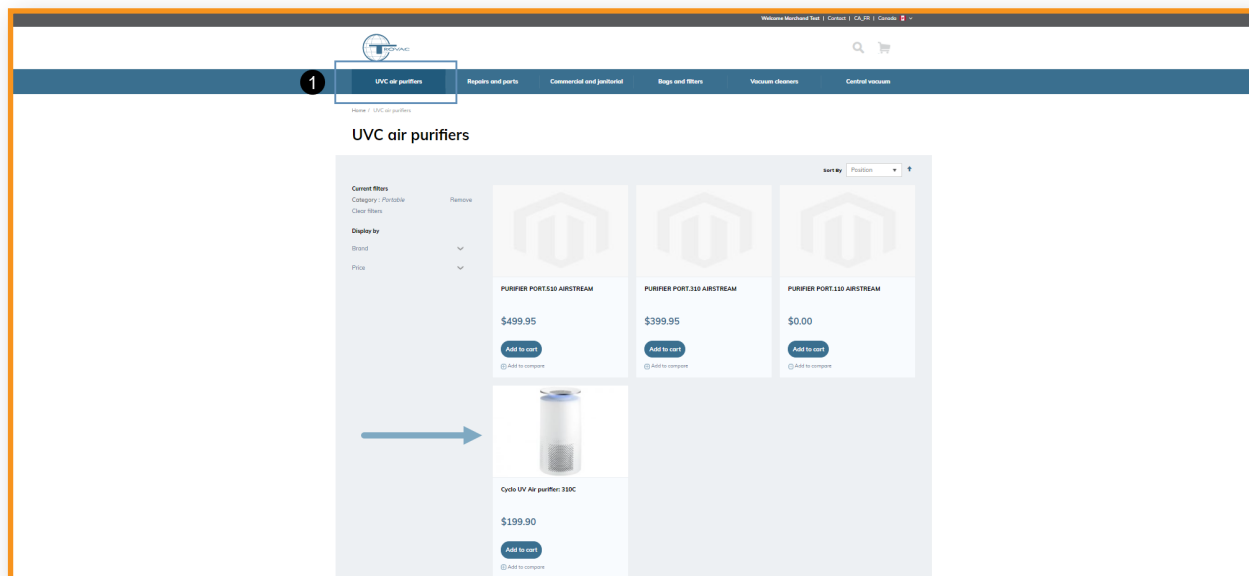 Welcome Merchand Test | Contact | CA_FR | Canada
TROVAC
1
UVC air purifiers Repairs and parts Commercial and janitorial Bags and filters Vacuum cleaners Central vacuum
Home / UVC air purifiers
UVC air purifiers
Sort By Position
Current filters
Category : Portable Remove
Clear filters
Display by
Brand
Price
PURIFIER PORT.510 AIRSTREAM PURIFIER PORT.310 AIRSTREAM PURIFIER PORT.110 AIRSTREAM
$499.95 $399.95 $0.00
Add to cart Add to cart Add to cart
Add to compare Add to compare Add to compare
Cyclo UV Air purifier: 310C
$199.90
Add to cart
Add to compare